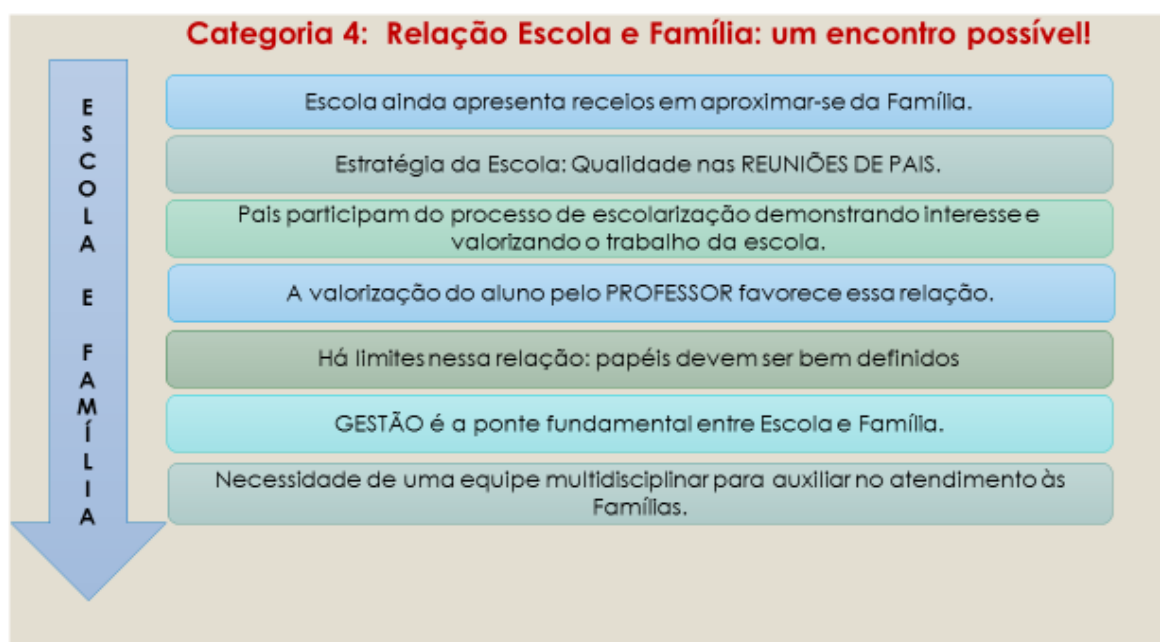 Categoria 4: Relação Escola e Família: um encontro possível!
ESCOLA E FAMÍLIA
Escola ainda apresenta receios em aproximar-se da Família.
Estratégia da Escola: Qualidade nas REUNIÕES DE PAIS.
Pais participam do processo de escolarização demonstrando interesse e
valorizando o trabalho da escola.
A valorização do aluno pelo PROFESSOR favorece essa relação.
Há limites nessa relação: papéis devem ser bem definidos
GESTÃO é a ponte fundamental entre Escola e Família.
Necessidade de uma equipe multidisciplinar para auxiliar no atendimento às
Famílias.